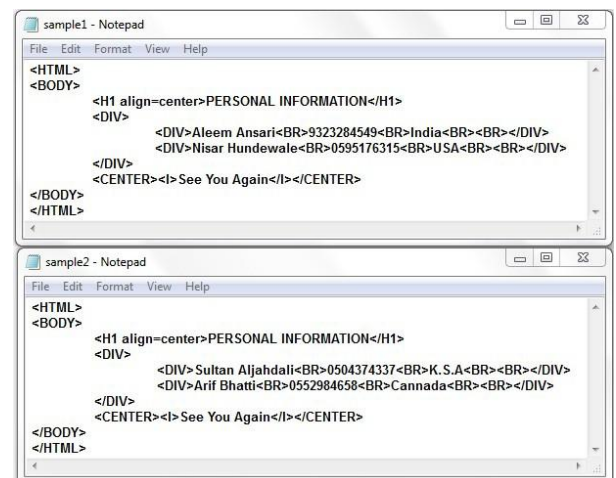 sample1 - Notepad
File Edit Format View Help
<HTML>
<BODY>
<H1 align=center>PERSONAL INFORMATION</H1>
<DIV>
<DIV>Aleem Ansari<BR>9323284549<BR>India<BR><BR></DIV>
<DIV>Nisar Hundewale<BR>0595176315<BR>USA<BR><BR></DIV>
</DIV>
<CENTER><I>See You Again</I></CENTER>
</BODY>
</HTML>
sample2 - Notepad
File Edit Format View Help
<HTML>
<BODY>
<H1 align=center>PERSONAL INFORMATION</H1>
<DIV>
<DIV>Sultan Aljahdali<BR>0504374337<BR>K.S.A<BR><BR></DIV>
<DIV>Arif Bhatti<BR>0552984658<BR>Cannada<BR><BR></DIV>
</DIV>
<CENTER><I>See You Again</I></CENTER>
</BODY>
</HTML>